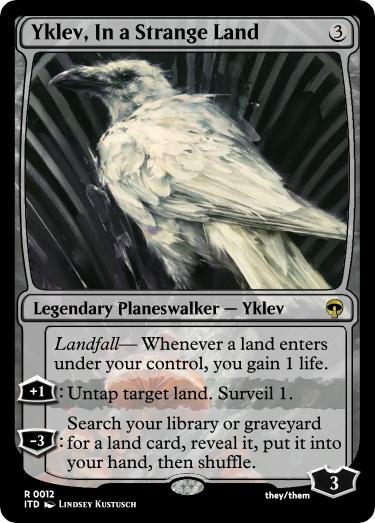 Yklev, In a Strange Land 3
Legendary Planeswalker — Yklev
Landfall— Whenever a land enters
under your control, you gain 1 life.
+1: Untap target land. Surveil 1.
Search your library or graveyard
-3: for a land card, reveal it, put it into
your hand, then shuffle.
3
R 0012
ITD Lindsey Kustusch
they/them